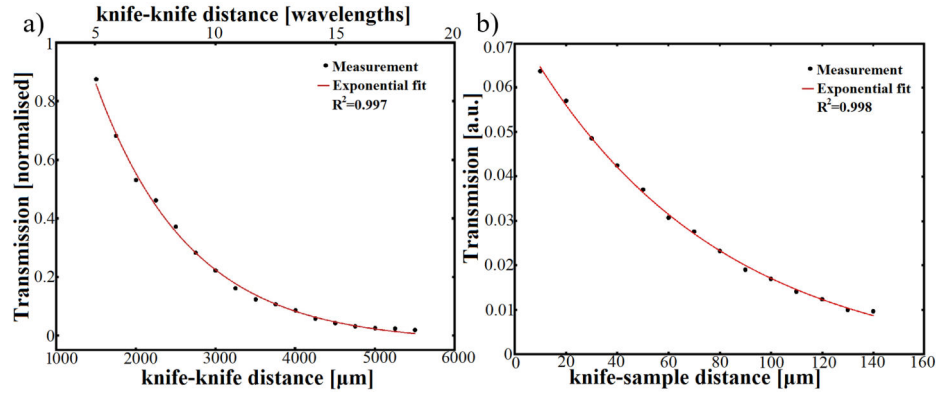 a)
knife-knife distance [wavelengths]
5 10 15 20
1
0.8
0.6
0.4
0.2
0
Transmission [normalised]
Measurement
Exponential fit
R²=0.997
1000 2000 3000 4000 5000 6000
knife-knife distance [µm]
b)
0.07
0.06
0.05
0.04
0.03
0.02
0.01
0
Transmision [a.u.]
Measurement
Exponential fit
R²=0.998
0 20 40 60 80 100 120 140 160
knife-sample distance [µm]